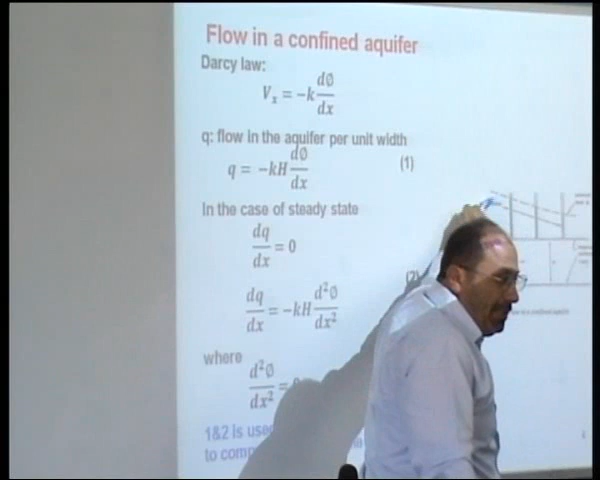 Flow in a confined aquifer
Darcy law:
Vₓ = −k dØ/dx
q: flow in the aquifer per unit width
q = −kH dØ/dx (1)
In the case of steady state
dq/dx = 0
(2)
dq/dx = −kH d²Ø/dx²
where
d²Ø/dx² =
1&2 is used
to comp